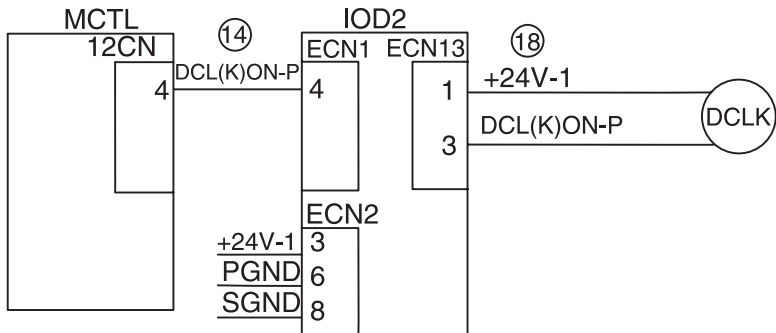 MCTL
IOD2
12CN
14
ECN1
ECN13
18
4
DCL(K)ON-P
4
1
+24V-1
DCLK
3
DCL(K)ON-P
ECN2
+24V-1
3
PGND
6
SGND
8